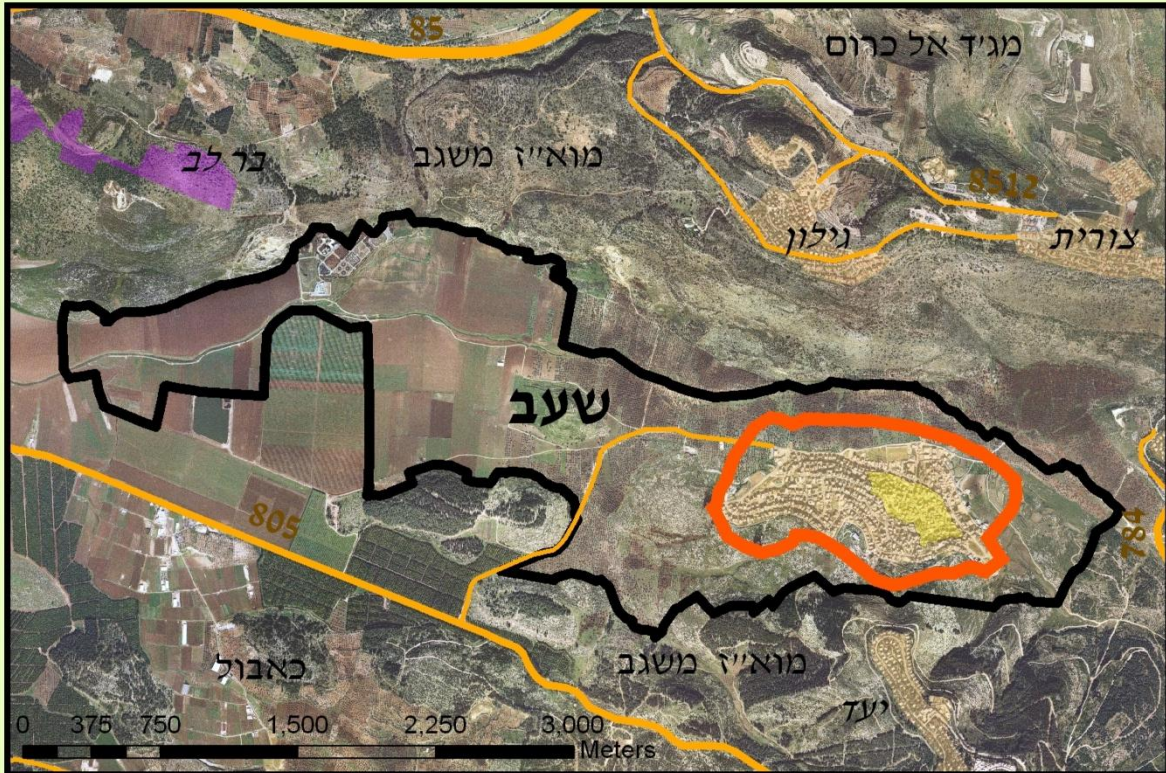 85
מג'ד אל כרום
בר לב
מוא"ז משגב
8512
גילון
צורית
שעב
805
784
כאבול
מוא"ז משגב
יעד
0 375 750 1,500 2,250 3,000
Meters